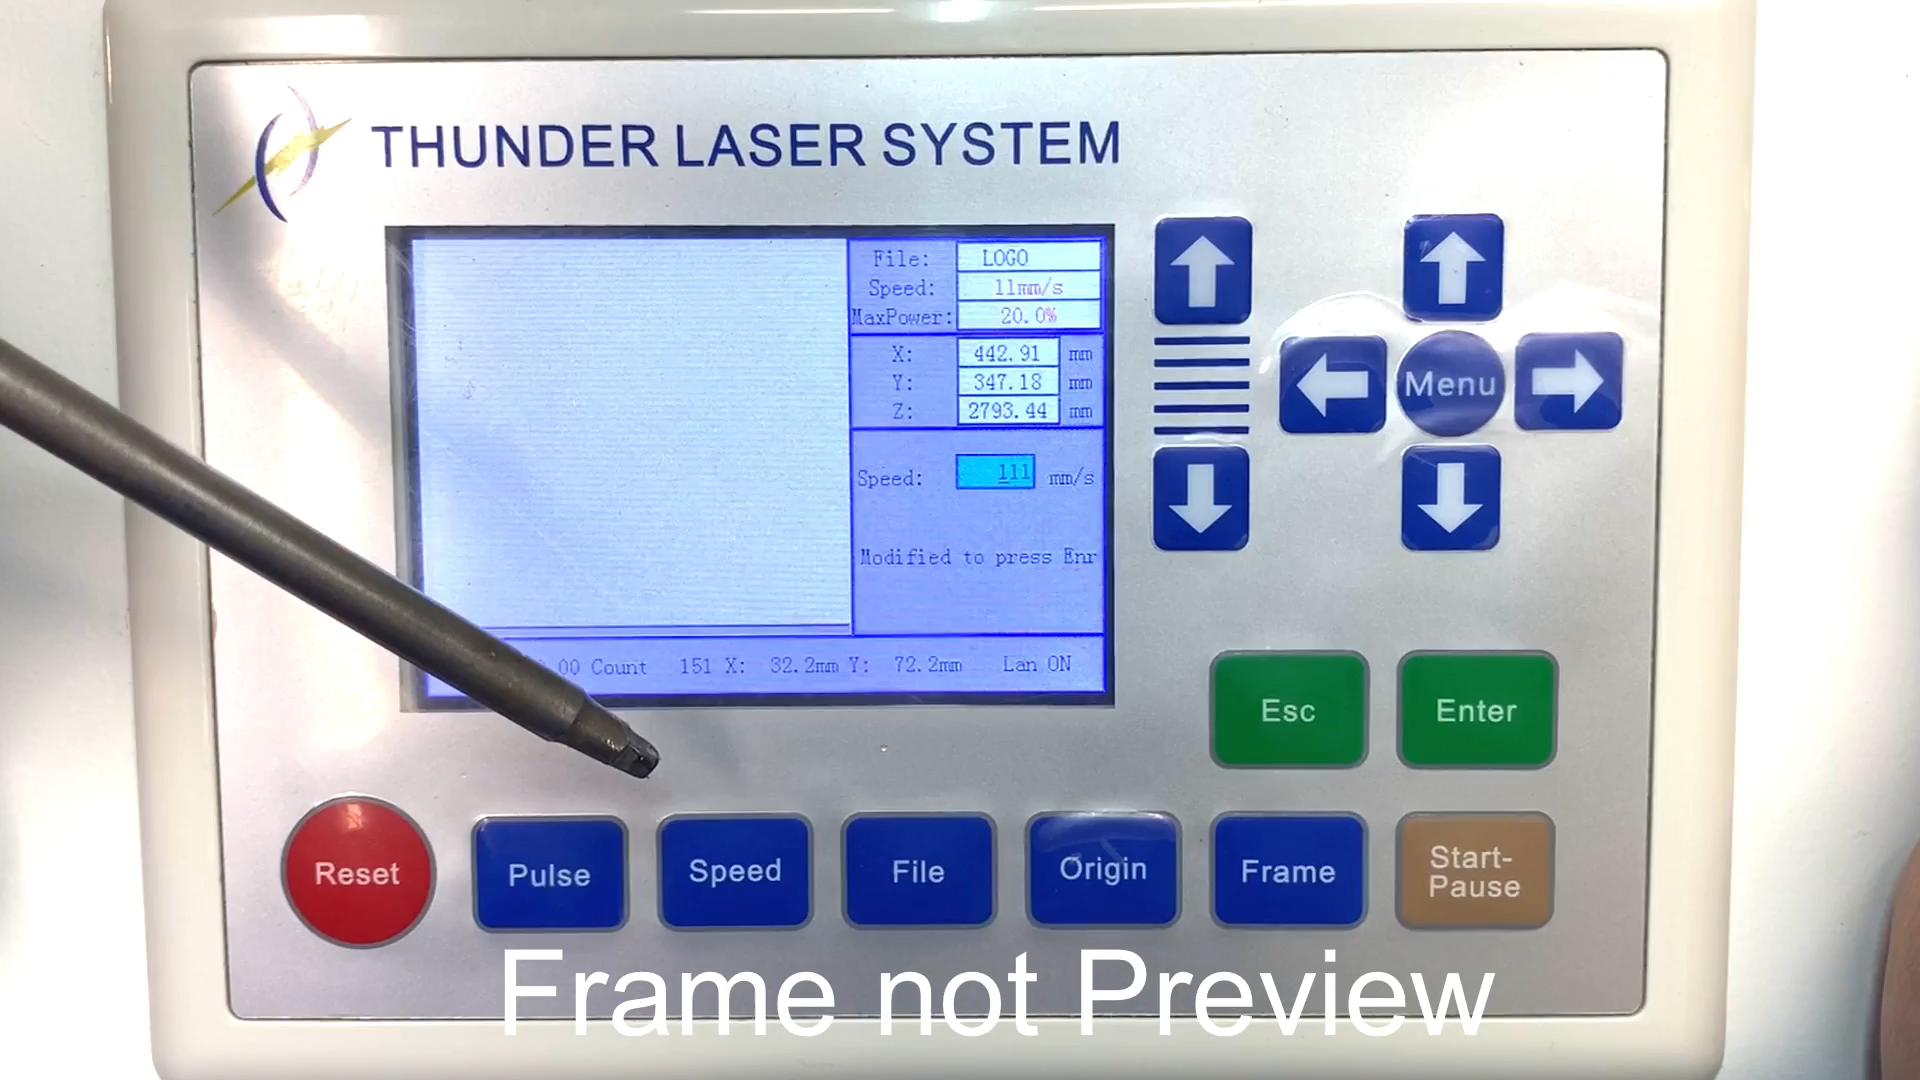 THUNDER LASER SYSTEM
File: LOGO
Speed: 11mm/s
MaxPower: 20.0%
X: 442.91 mm
Y: 347.18 mm
Z: 2793.44 mm
Speed: 111 mm/s
Modified to press Enr
.00 Count 151 X: 32.2mm Y: 72.2mm Lan ON
Menu
Esc Enter
Reset Pulse Speed File Origin Frame Start-
Pause
Frame not Preview